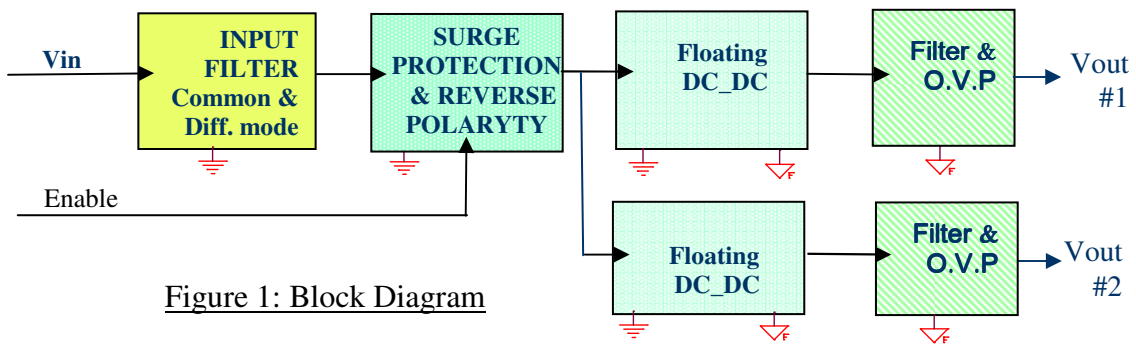 Vin
INPUT
FILTER
Common &
Diff. mode
SURGE
PROTECTION
& REVERSE
POLARYTY
Floating
DC_DC
Filter &
O.V.P
Vout
#1
Enable
F
F
Floating
DC_DC
Filter &
O.V.P
Vout
#2
Figure 1: Block Diagram
F
F